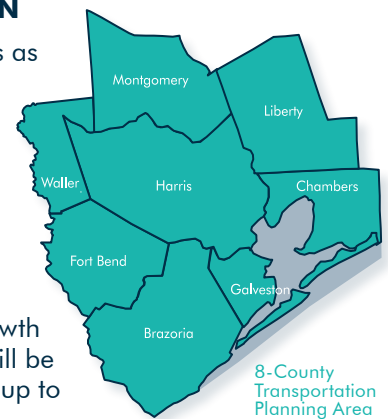 N
s as
wth
ill be
up to
Montgomery
Liberty
Waller
Harris
Chambers
Fort Bend
Galveston
Brazoria
8-County
Transportation
Planning Area